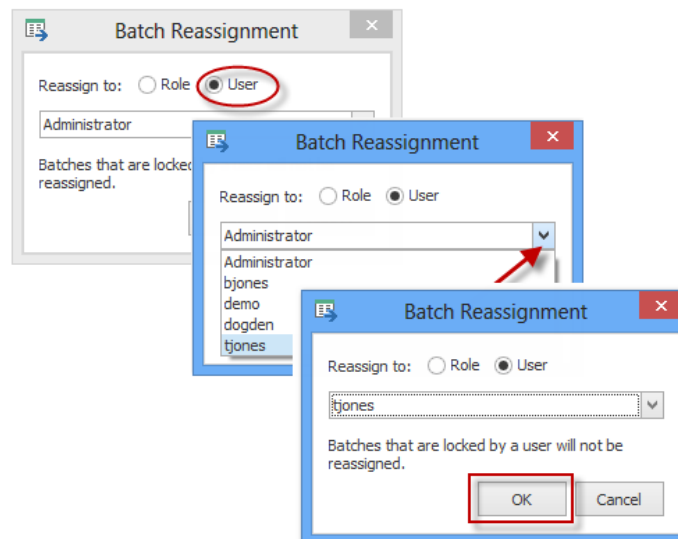 Batch Reassignment
Reassign to: Role User
Administrator
Batches that are locked
reassigned.
Batch Reassignment
Reassign to: Role User
Administrator
Administrator
bjones
demo
dogden
tjones
Batch Reassignment
Reassign to: Role User
tjones
Batches that are locked by a user will not be
reassigned.
OK Cancel